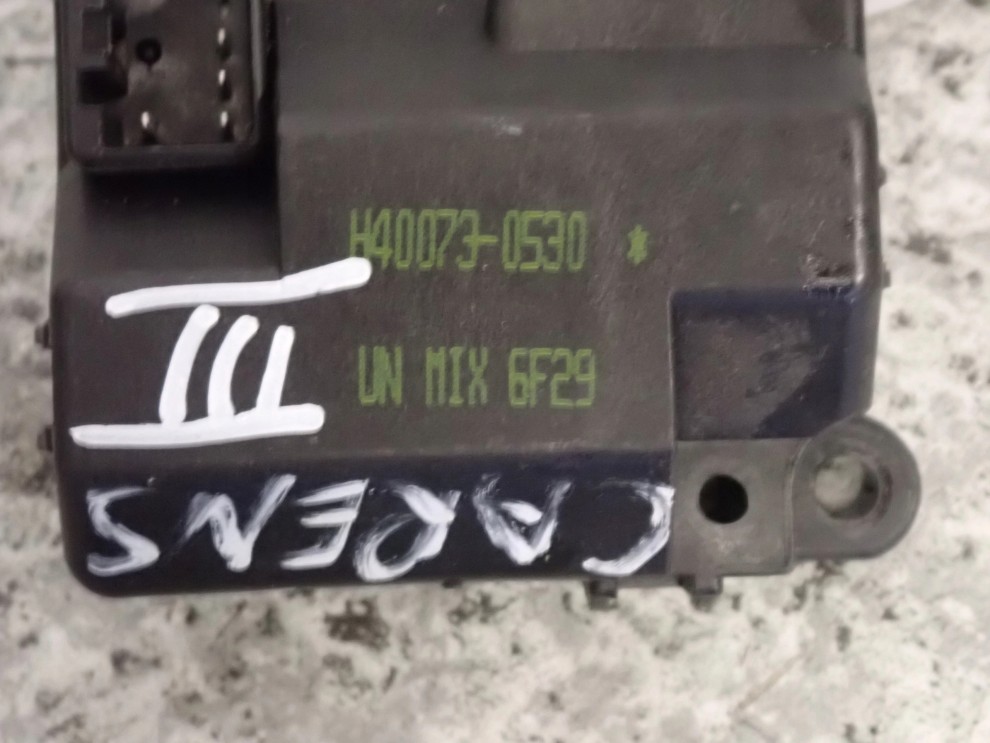 H40073-0530 *
UN MIX 6F29
III
CARENS